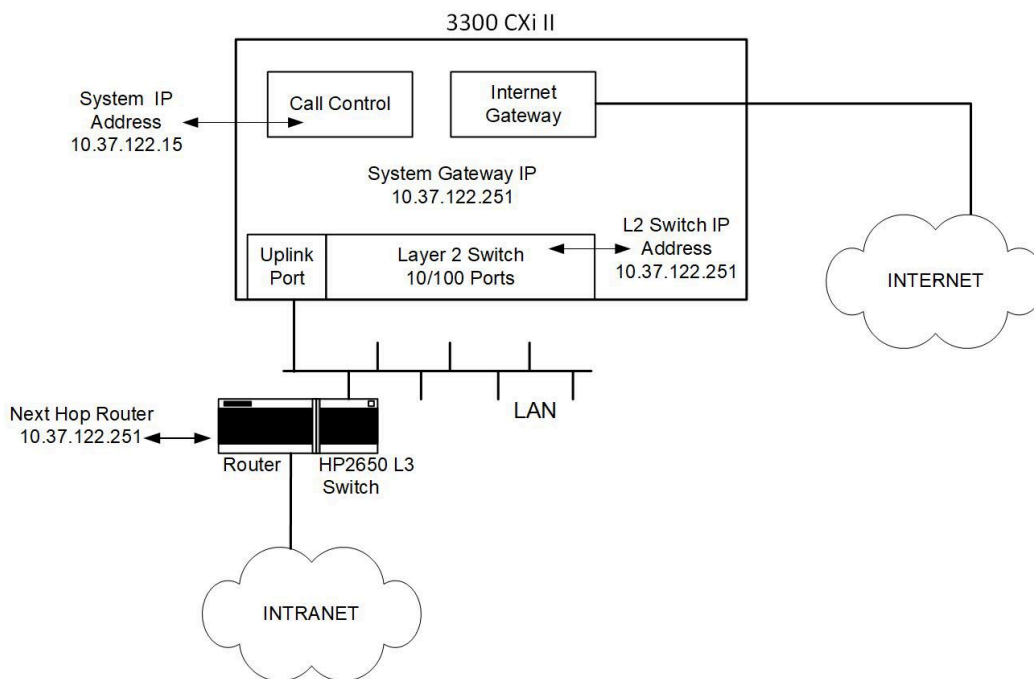 3300 CXi II
System IP
Address
10.37.122.15
Call Control
Internet
Gateway
System Gateway IP
10.37.122.251
L2 Switch IP
Address
10.37.122.251
Uplink
Port
Layer 2 Switch
10/100 Ports
INTERNET
LAN
Next Hop Router
10.37.122.251
Router
HP2650 L3
Switch
INTRANET